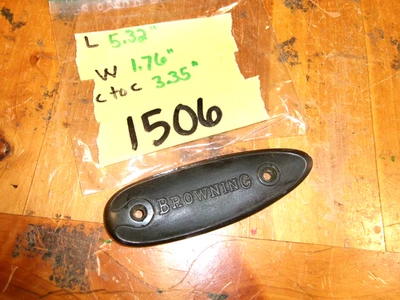 L 5.32"
W 1.76"
C to C 3.35"
1506
BROWNING